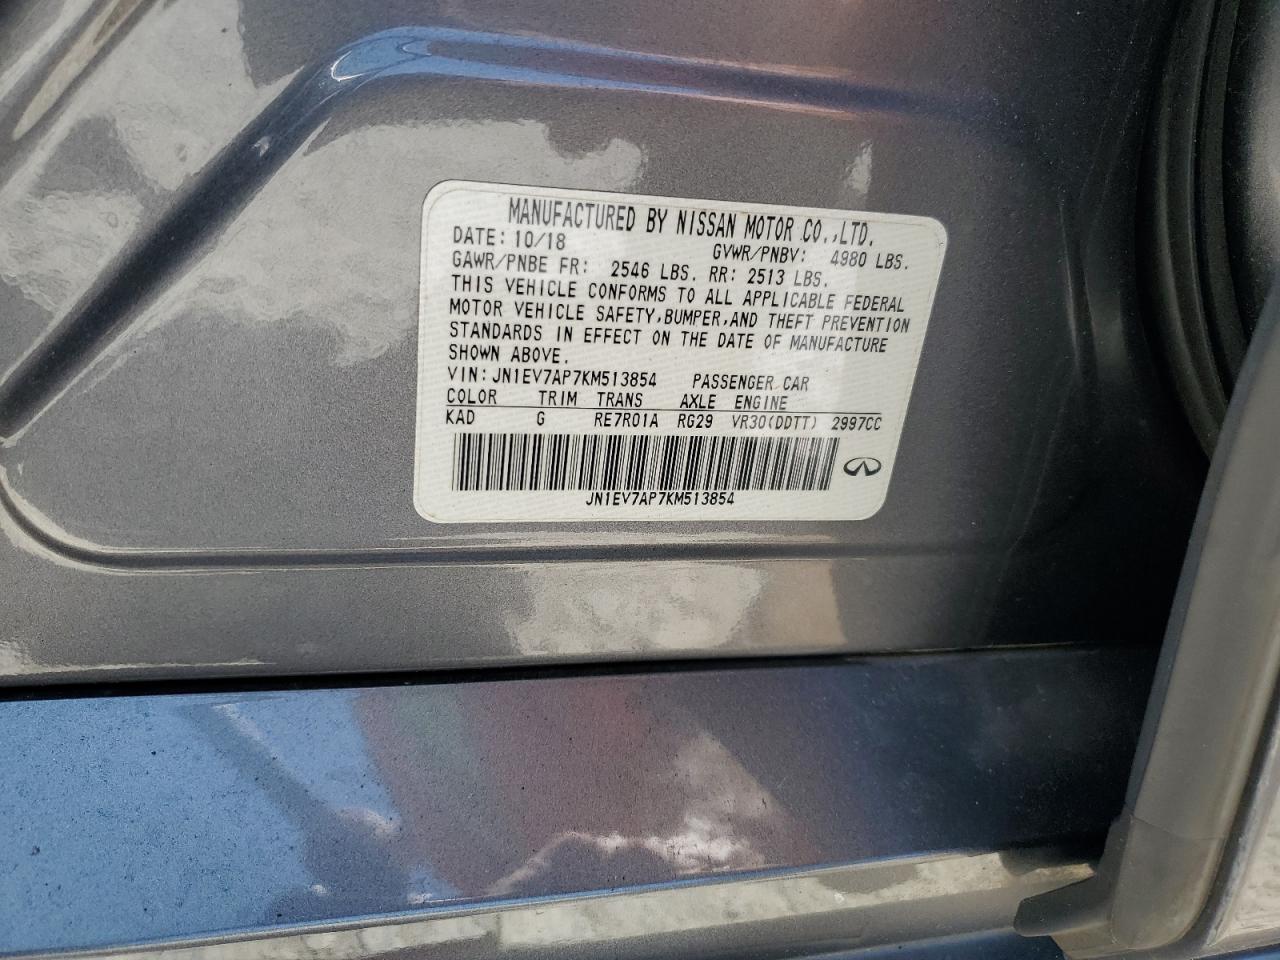 MANUFACTURED BY NISSAN MOTOR CO.,LTD.
DATE: 10/18 GVWR/PNBV: 4980 LBS.
GAWR/PNBE FR: 2546 LBS. RR: 2513 LBS.
THIS VEHICLE CONFORMS TO ALL APPLICABLE FEDERAL
MOTOR VEHICLE SAFETY,BUMPER,AND THEFT PREVENTION
STANDARDS IN EFFECT ON THE DATE OF MANUFACTURE
SHOWN ABOVE.
VIN: JN1EV7AP7KM513854 PASSENGER CAR
COLOR TRIM TRANS AXLE ENGINE
KAD G RE7R01A RG29 VR30(DDTT) 2997CC
JN1EV7AP7KM513854